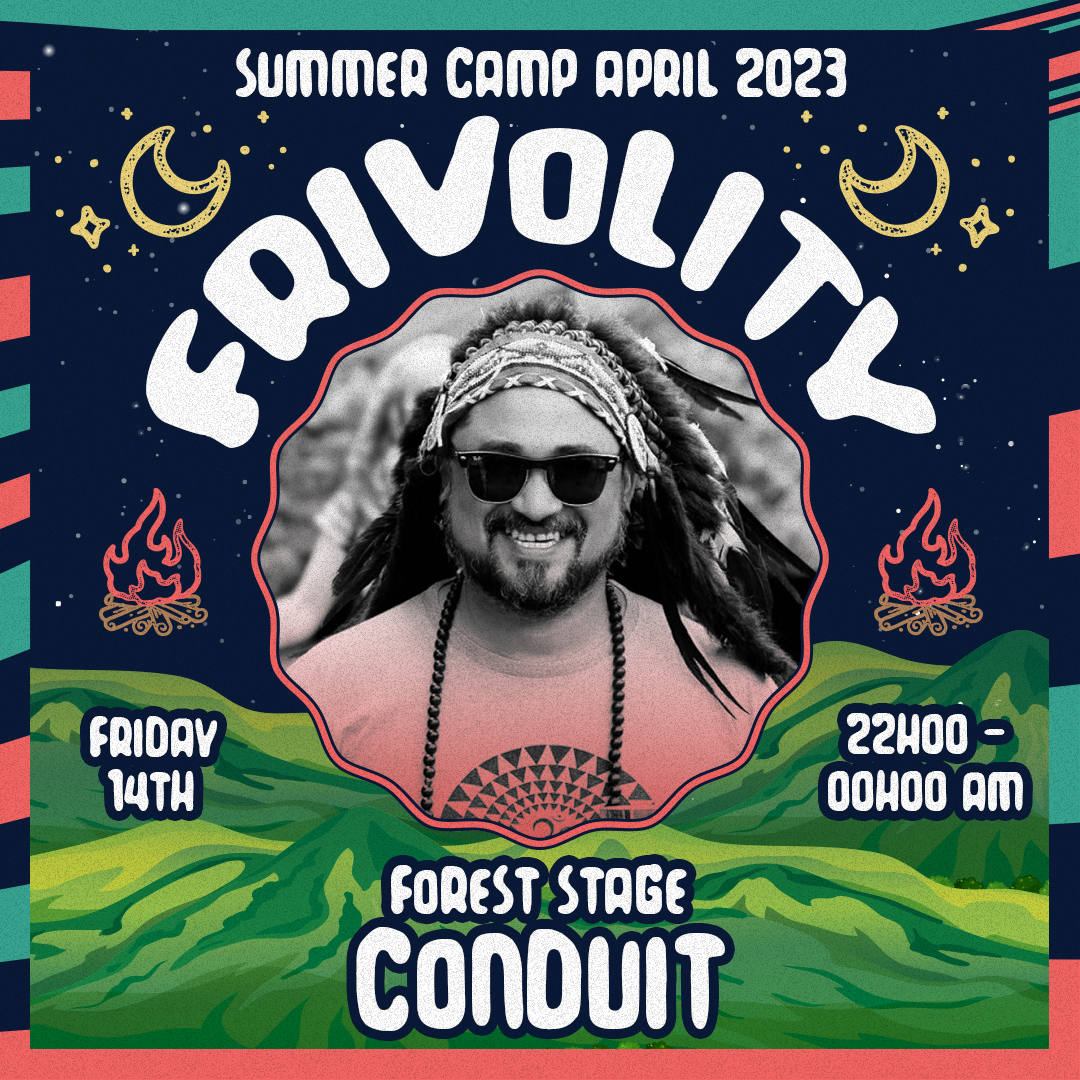 SUMMER CAMP APRIL 2023
FRIVOLITY
FRIDAY
14TH
22H00 -
00H00 AM
FOREST STAGE
CONDUIT